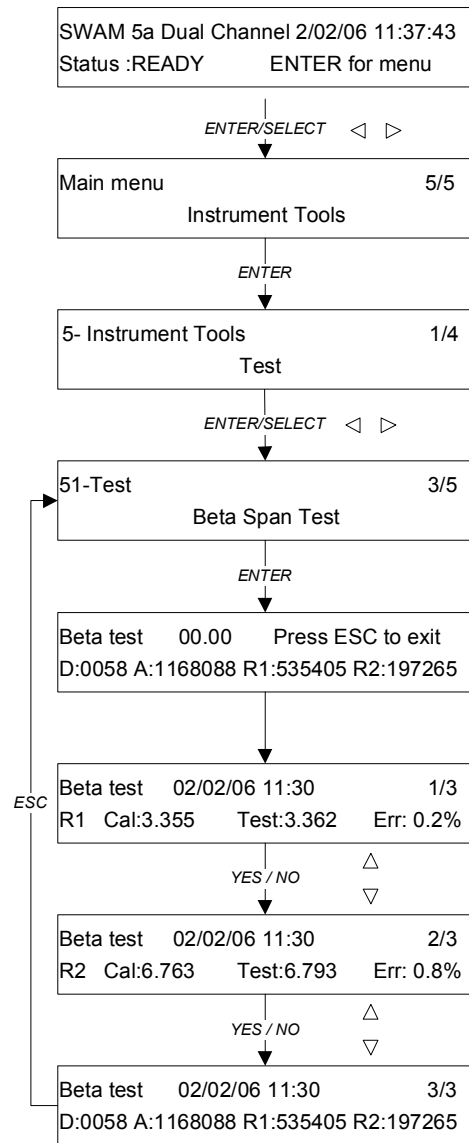 SWAM 5a Dual Channel 2/02/06 11:37:43
Status :READY ENTER for menu
ENTER/SELECT
Main menu 5/5
Instrument Tools
ENTER
5- Instrument Tools 1/4
Test
ENTER/SELECT
51-Test 3/5
Beta Span Test
ENTER
Beta test 00.00 Press ESC to exit
D:0058 A:1168088 R1:535405 R2:197265
Beta test 02/02/06 11:30 1/3
ESC
R1 Cal:3.355 Test:3.362 Err: 0.2%
YES / NO
Beta test 02/02/06 11:30 2/3
R2 Cal:6.763 Test:6.793 Err: 0.8%
YES / NO
Beta test 02/02/06 11:30 3/3
D:0058 A:1168088 R1:535405 R2:197265